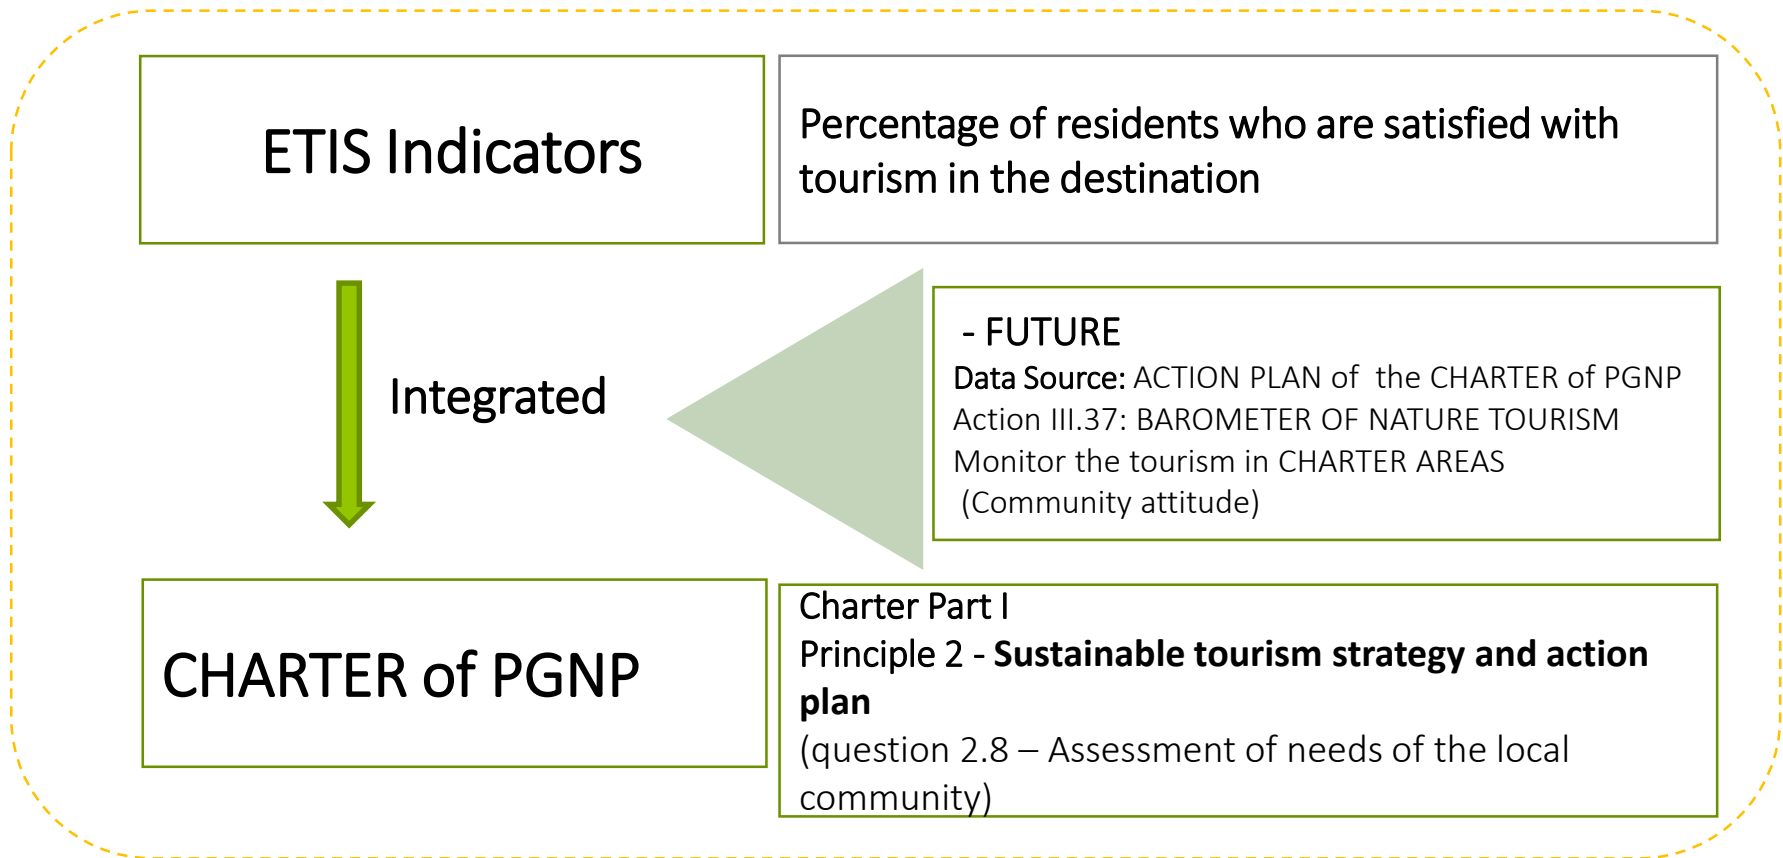 ETIS Indicators
Percentage of residents who are satisfied with
tourism in the destination
Integrated
- FUTURE
Data Source: ACTION PLAN of the CHARTER of PGNP
Action III.37: BAROMETER OF NATURE TOURISM
Monitor the tourism in CHARTER AREAS
(Community attitude)
CHARTER of PGNP
Charter Part I
Principle 2 - Sustainable tourism strategy and action
plan
(question 2.8 – Assessment of needs of the local
community)